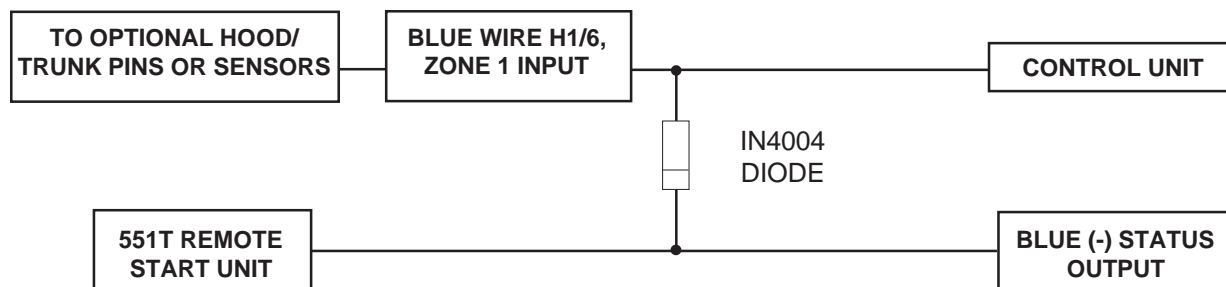 TO OPTIONAL HOOD/
TRUNK PINS OR SENSORS
BLUE WIRE H1/6,
ZONE 1 INPUT
CONTROL UNIT
IN4004
DIODE
551T REMOTE
START UNIT
BLUE (-) STATUS
OUTPUT